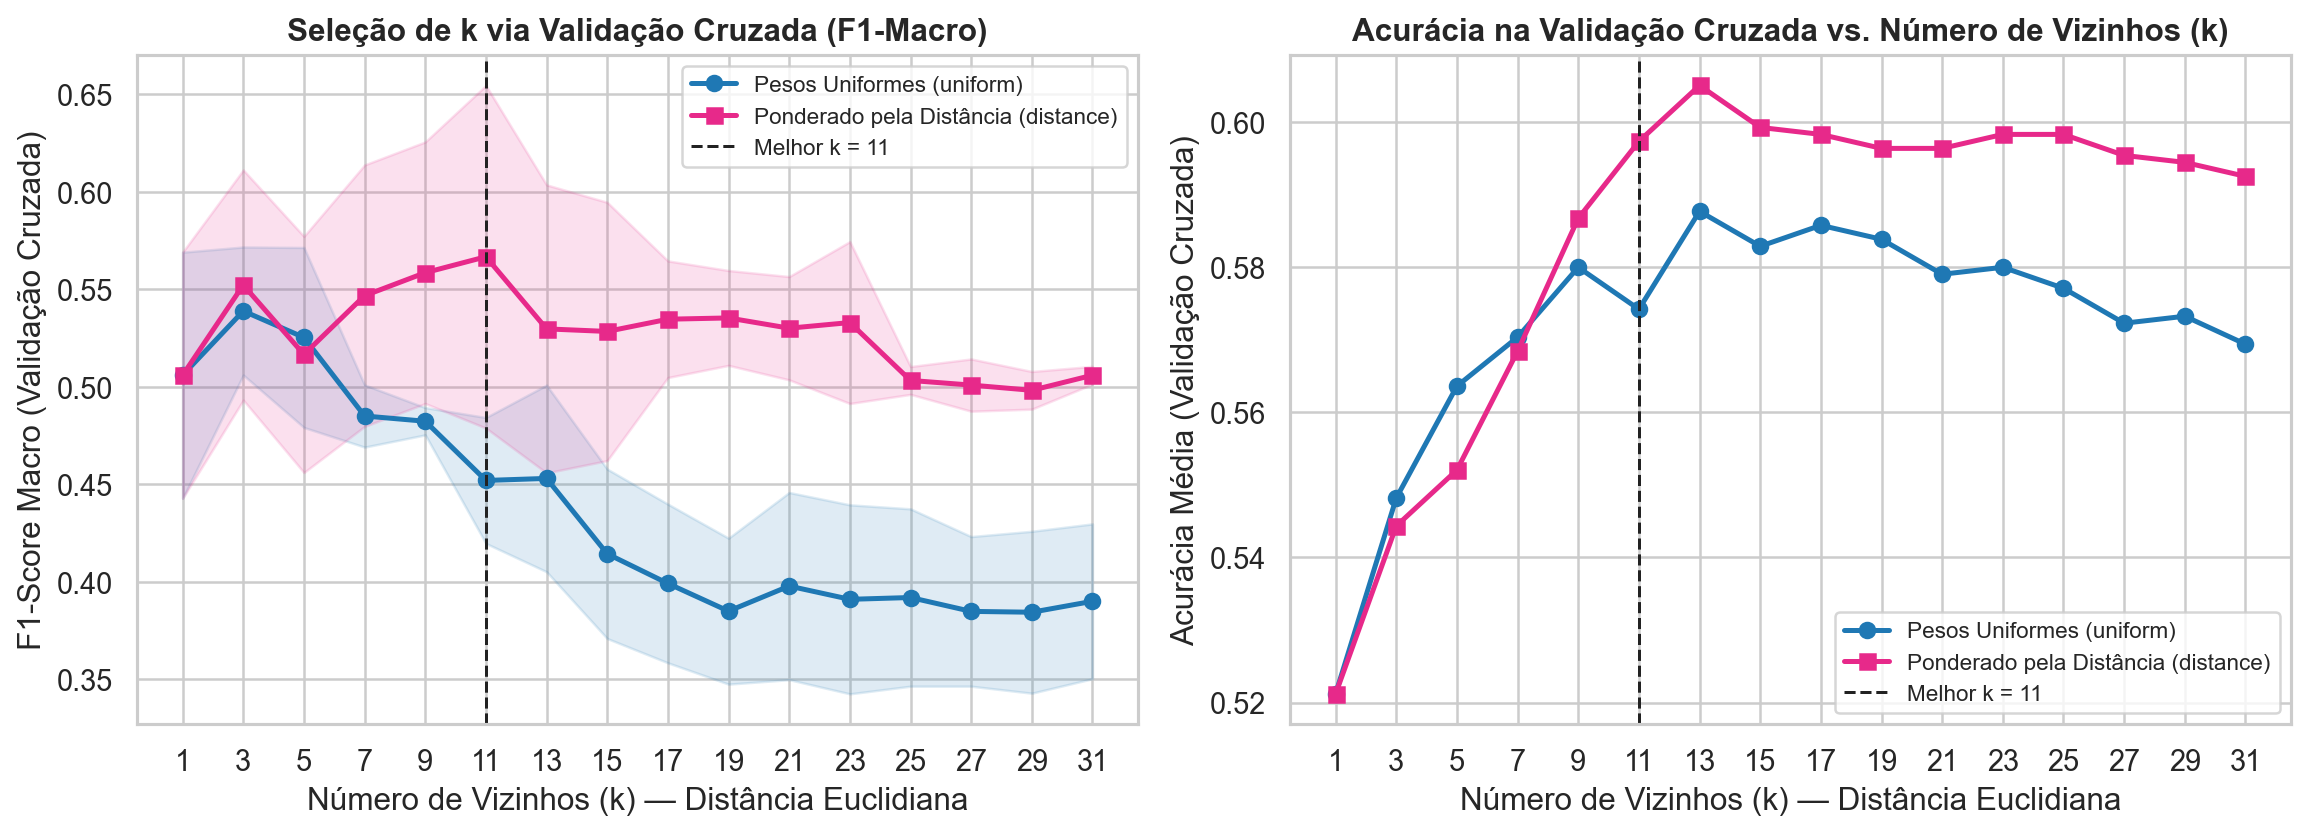 Seleção de k via Validação Cruzada (F1-Macro)
F1-Score Macro (Validação Cruzada)
0.65
0.60
0.55
0.50
0.45
0.40
0.35
Pesos Uniformes (uniform)
Ponderado pela Distância (distance)
Melhor k = 11
1 3 5 7 9 11 13 15 17 19 21 23 25 27 29 31
Número de Vizinhos (k) — Distância Euclidiana
Acurácia na Validação Cruzada vs. Número de Vizinhos (k)
Acurácia Média (Validação Cruzada)
0.60
0.58
0.56
0.54
0.52
Pesos Uniformes (uniform)
Ponderado pela Distância (distance)
Melhor k = 11
1 3 5 7 9 11 13 15 17 19 21 23 25 27 29 31
Número de Vizinhos (k) — Distância Euclidiana